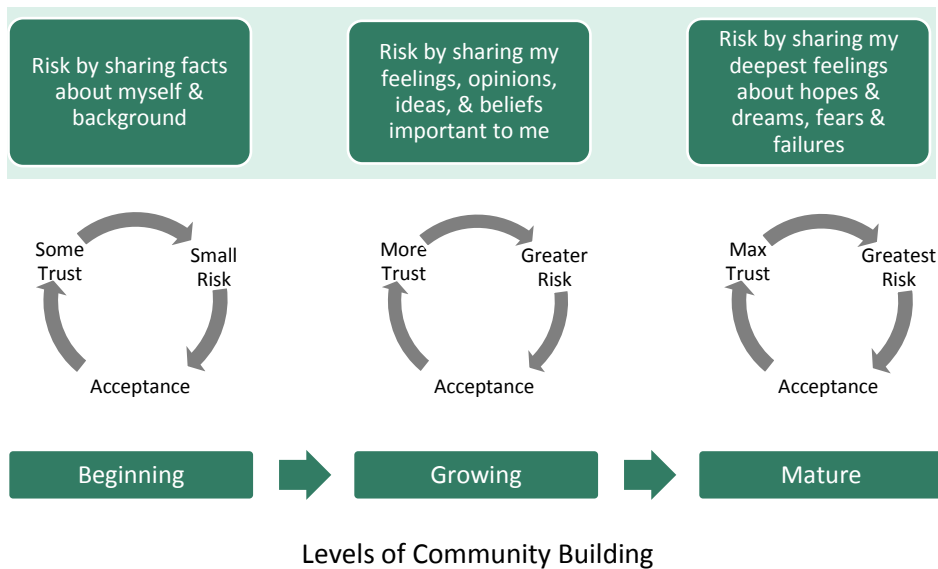 Risk by sharing facts
about myself &
background
Risk by sharing my
feelings, opinions,
ideas, & beliefs
important to me
Risk by sharing my
deepest feelings
about hopes &
dreams, fears &
failures
Some
Trust
Small
Risk
Acceptance
More
Trust
Greater
Risk
Acceptance
Max
Trust
Greatest
Risk
Acceptance
Beginning
Growing
Mature
Levels of Community Building